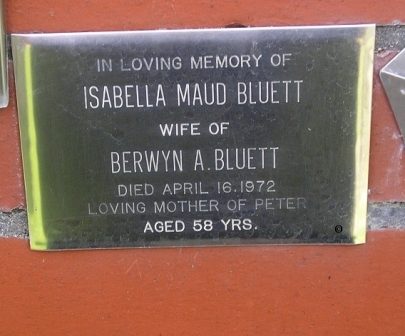 IN LOVING MEMORY OF
ISABELLA MAUD BLUETT
WIFE OF
BERWYN A. BLUETT
DIED APRIL 16. 1972
LOVING MOTHER OF PETER
AGED 58 YRS.